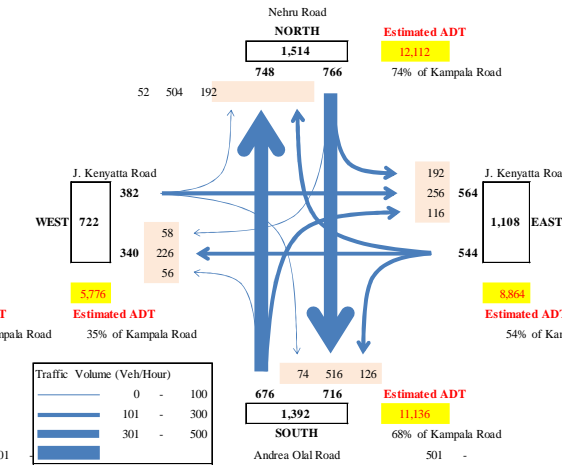 Nehru Road
NORTH
Estimated ADT
1,514
12,112
748 766
74% of Kampala Road
52 504 192
J. Kenyatta Road
192
J. Kenyatta Roa
382
256
564
116
WEST 722
1,108 EAST
58
340
226
544
56
5,776
8,864
T
Estimated ADT
Estimated AD
mpala Road
35% of Kampala Road
54% of Ka
Traffic Volume (Veh/Hour)
74 516 126
0 - 100
676 716
Estimated ADT
101 - 300
1,392
11,136
301 - 500
SOUTH
68% of Kampala Road
01 -
Andrea Olal Road
501 -